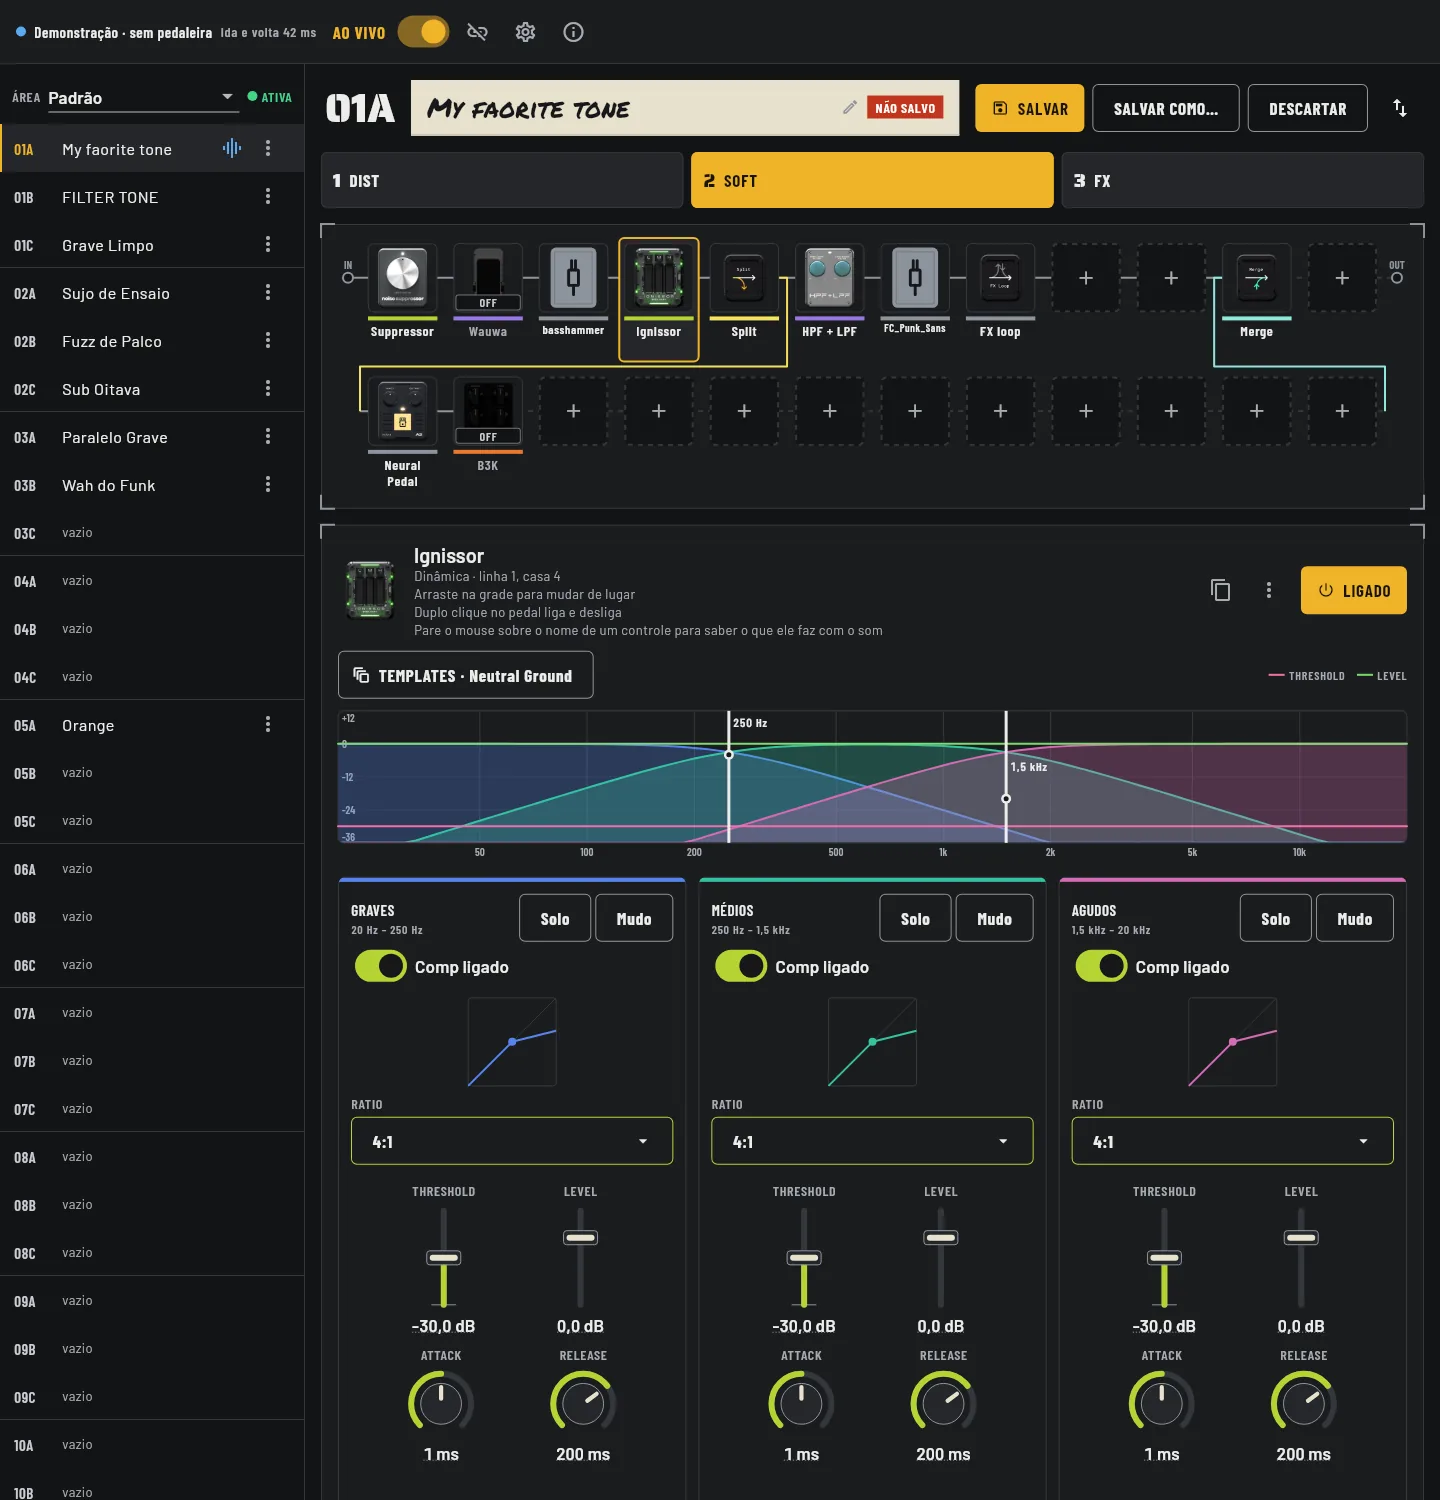 Demonstração · sem pedaleira Ida e volta 42 ms AO VIVO
ÁREA Padrão ATIVA
01A My faorite tone
01B FILTER TONE
01C Grave Limpo
02A Sujo de Ensaio
02B Fuzz de Palco
02C Sub Oitava
03A Paralelo Grave
03B Wah do Funk
03C vazio
04A vazio
04B vazio
04C vazio
05A Orange
05B vazio
05C vazio
06A vazio
06B vazio
06C vazio
07A vazio
07B vazio
07C vazio
08A vazio
08B vazio
08C vazio
09A vazio
09B vazio
09C vazio
10A vazio
10B vazio
01A My faorite tone NÃO SALVO SALVAR SALVAR COMO... DESCARTAR
1 DIST 2 SOFT 3 FX
IN OUT
OFF
Split
HPF+LPF
FX Loop
Merge
Suppressor Wauwa basshammer Ignissor Split HPF + LPF FC_Punk_Sans FX loop Merge
OFF
Neural Pedal B3K
Ignissor
Dinâmica · linha 1, casa 4
Arraste na grade para mudar de lugar
Duplo clique no pedal liga e desliga
Pare o mouse sobre o nome de um controle para saber o que ele faz com o som
LIGADO
TEMPLATES · Neutral Ground THRESHOLD LEVEL
+12
0
-12
-24
-36
250 Hz
1,5 kHz
50 100 200 500 1k 2k 5k 10k
GRAVES Solo Mudo
20 Hz – 250 Hz
Comp ligado
RATIO
4:1
THRESHOLD LEVEL
-30,0 dB 0,0 dB
ATTACK RELEASE
1 ms 200 ms
MÉDIOS Solo Mudo
250 Hz – 1,5 kHz
Comp ligado
RATIO
4:1
THRESHOLD LEVEL
-30,0 dB 0,0 dB
ATTACK RELEASE
1 ms 200 ms
AGUDOS Solo Mudo
1,5 kHz – 20 kHz
Comp ligado
RATIO
4:1
THRESHOLD LEVEL
-30,0 dB 0,0 dB
ATTACK RELEASE
1 ms 200 ms